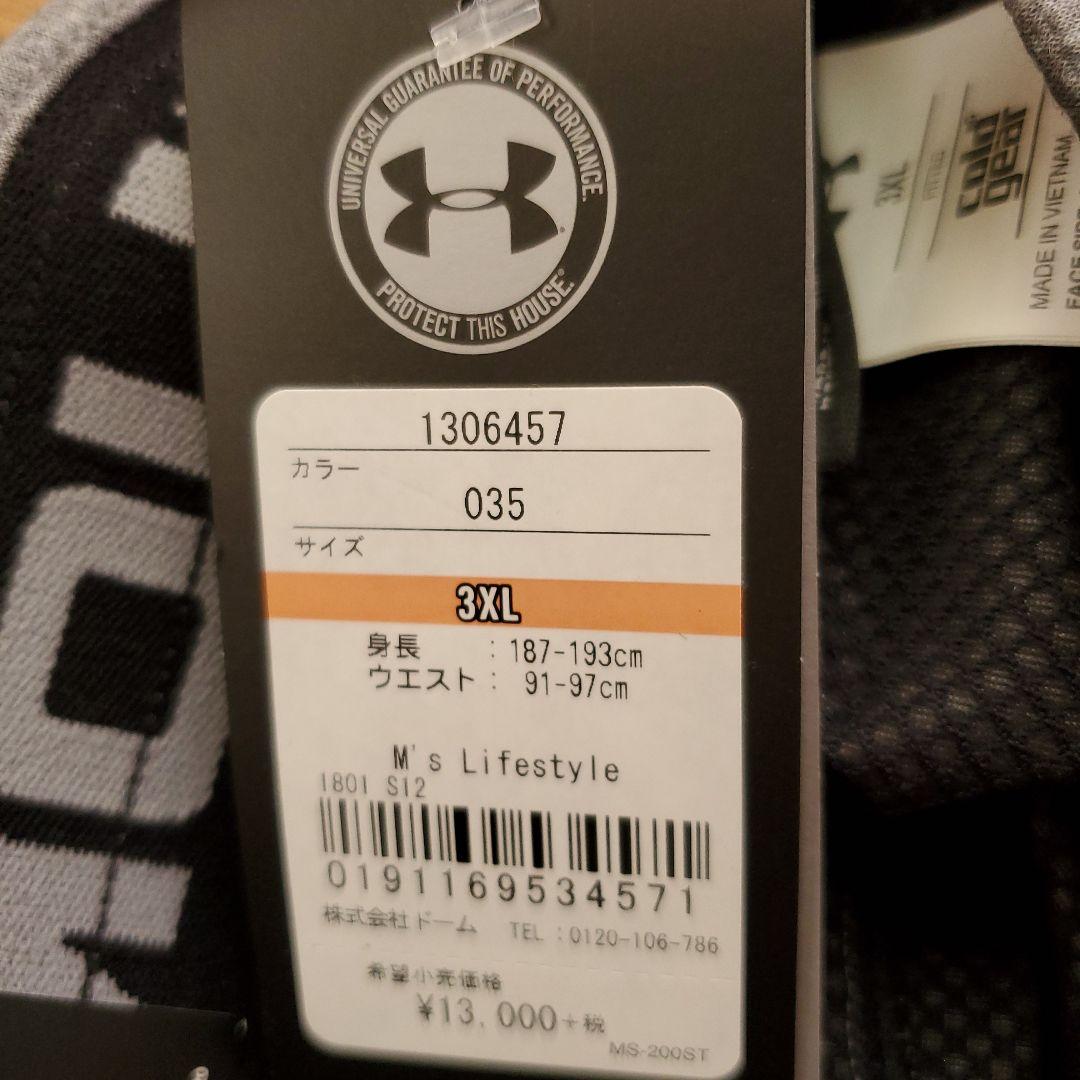 UNIVERSAL GUARANTEE OF PERFORMANCE.
PROTECT THIS HOUSE.®
1306457
カラー
035
サイズ
3XL
身長 : 187-193cm
ウエスト : 91-97cm
M's Lifestyle
1801 S12
0191169534571
株式会社ドーム TEL:0120-106-786
希望小売価格
¥13,000+税
MS-200ST
3XL
FITTED
cold
gear
MADE IN VIETNAM